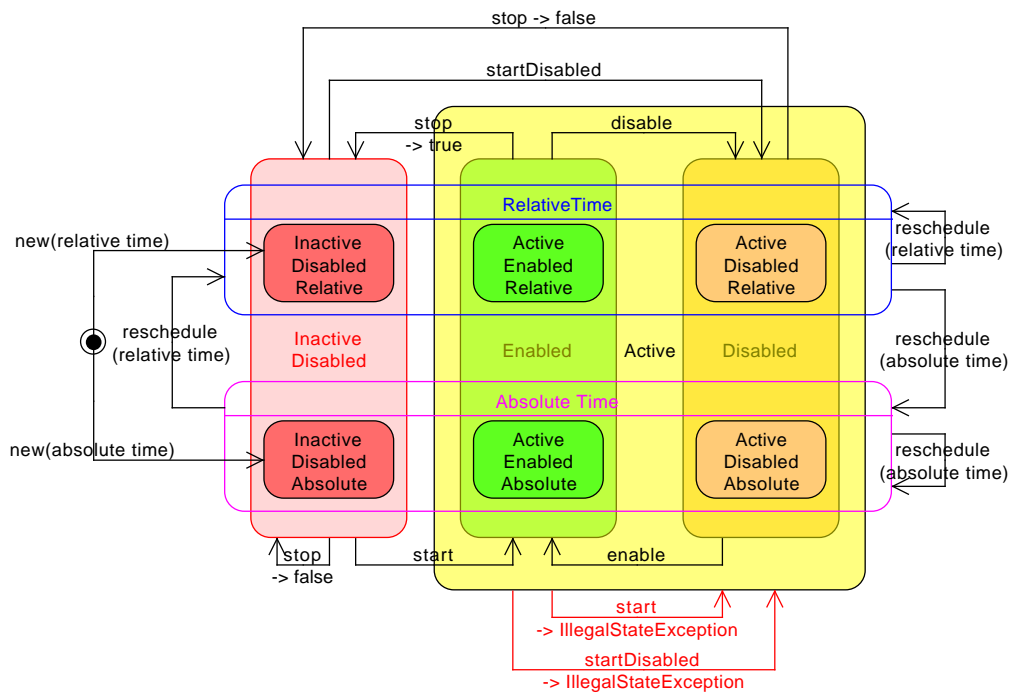 stop -> false
startDisabled
stop
-> true
disable
RelativeTime
new(relative time)
Inactive
Disabled
Relative
Active
Enabled
Relative
Active
Disabled
Relative
reschedule
(relative time)
reschedule
(relative time)
Inactive
Disabled
Enabled
Active
Disabled
reschedule
(absolute time)
Absolute Time
new(absolute time)
Inactive
Disabled
Absolute
Active
Enabled
Absolute
Active
Disabled
Absolute
reschedule
(absolute time)
stop
-> false
start
enable
start
-> IllegalStateException
startDisabled
-> IllegalStateException